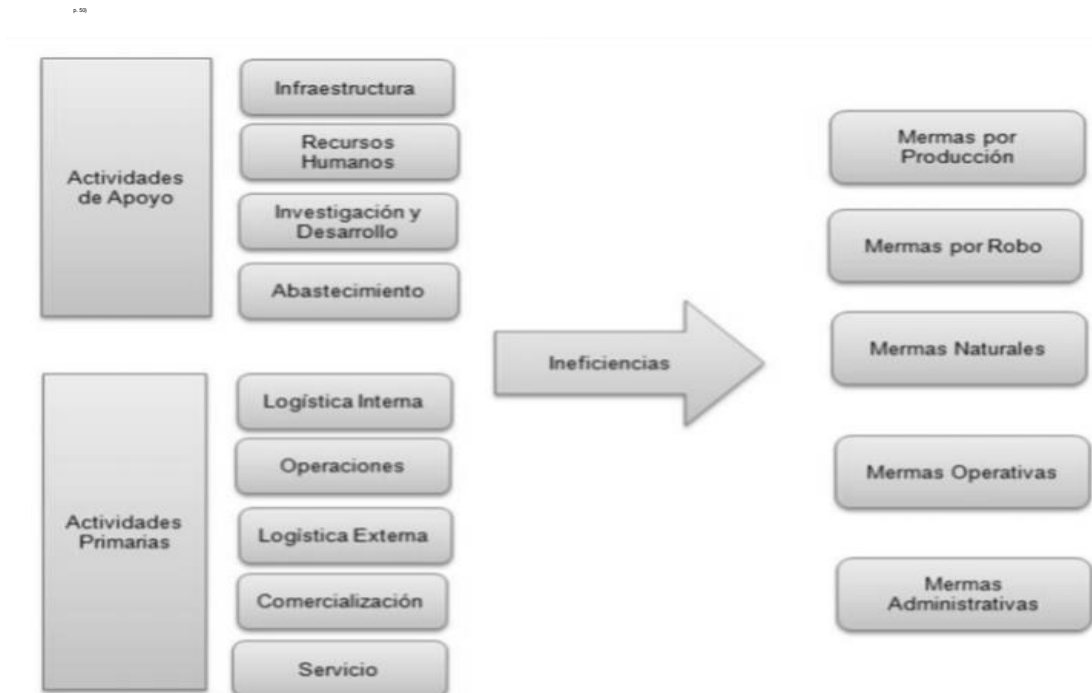 p. 50)
Actividades
de Apoyo
Infraestructura
Recursos
Humanos
Investigación y
Desarrollo
Abastecimiento
Actividades
Primarias
Logística Interna
Operaciones
Logística Externa
Comercialización
Servicio
Ineficiencias
Mermas por
Producción
Mermas por Robo
Mermas Naturales
Mermas Operativas
Mermas
Administrativas